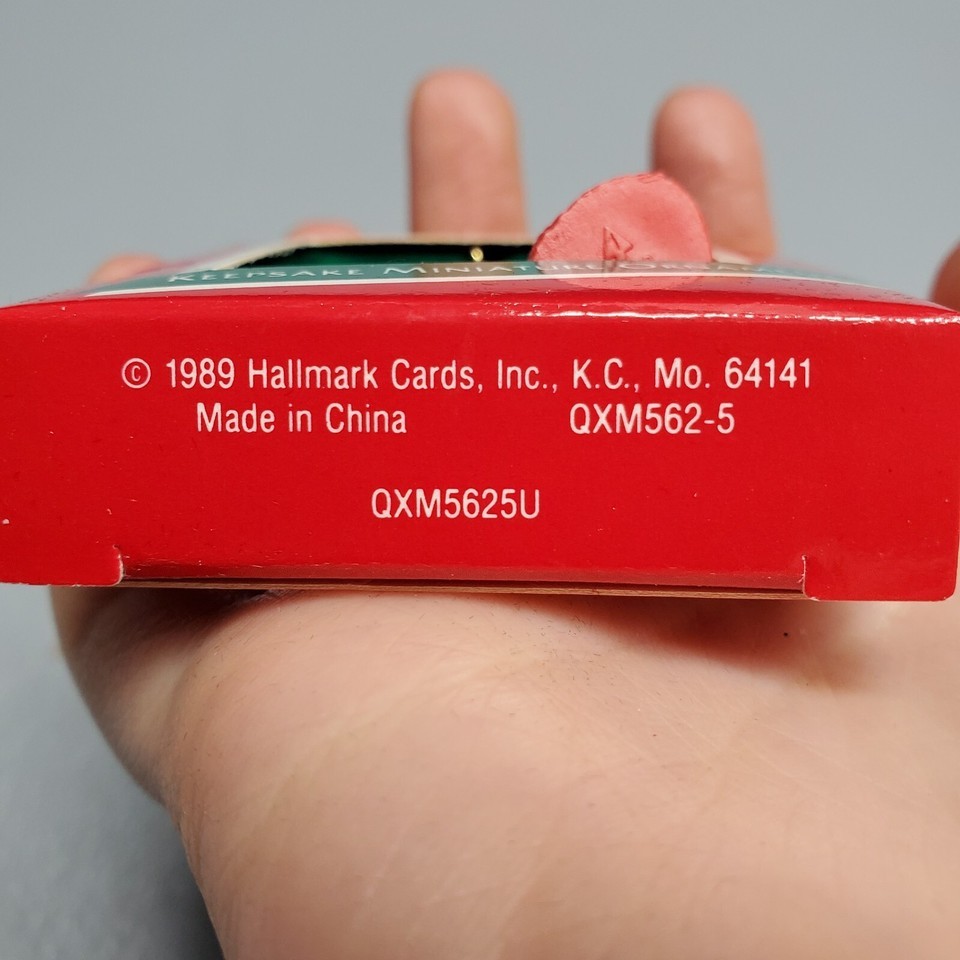 KEEPSAKE MINIATURE
© 1989 Hallmark Cards, Inc., K.C., Mo. 64141
Made in China QXM562-5
QXM5625U